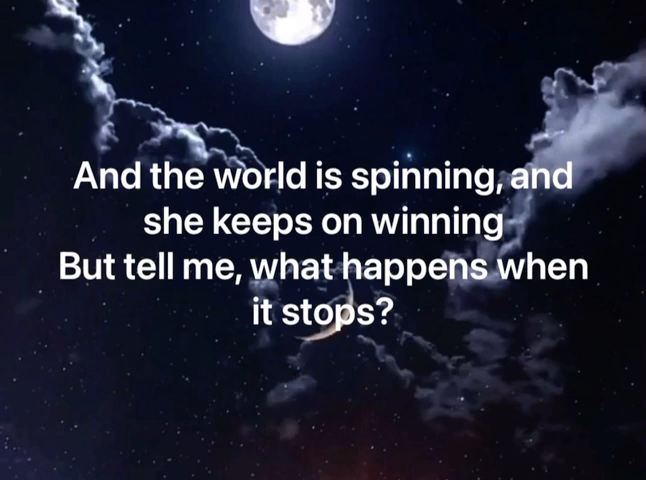 And the world is spinning, and
she keeps on winning
But tell me, what happens when
it stops?